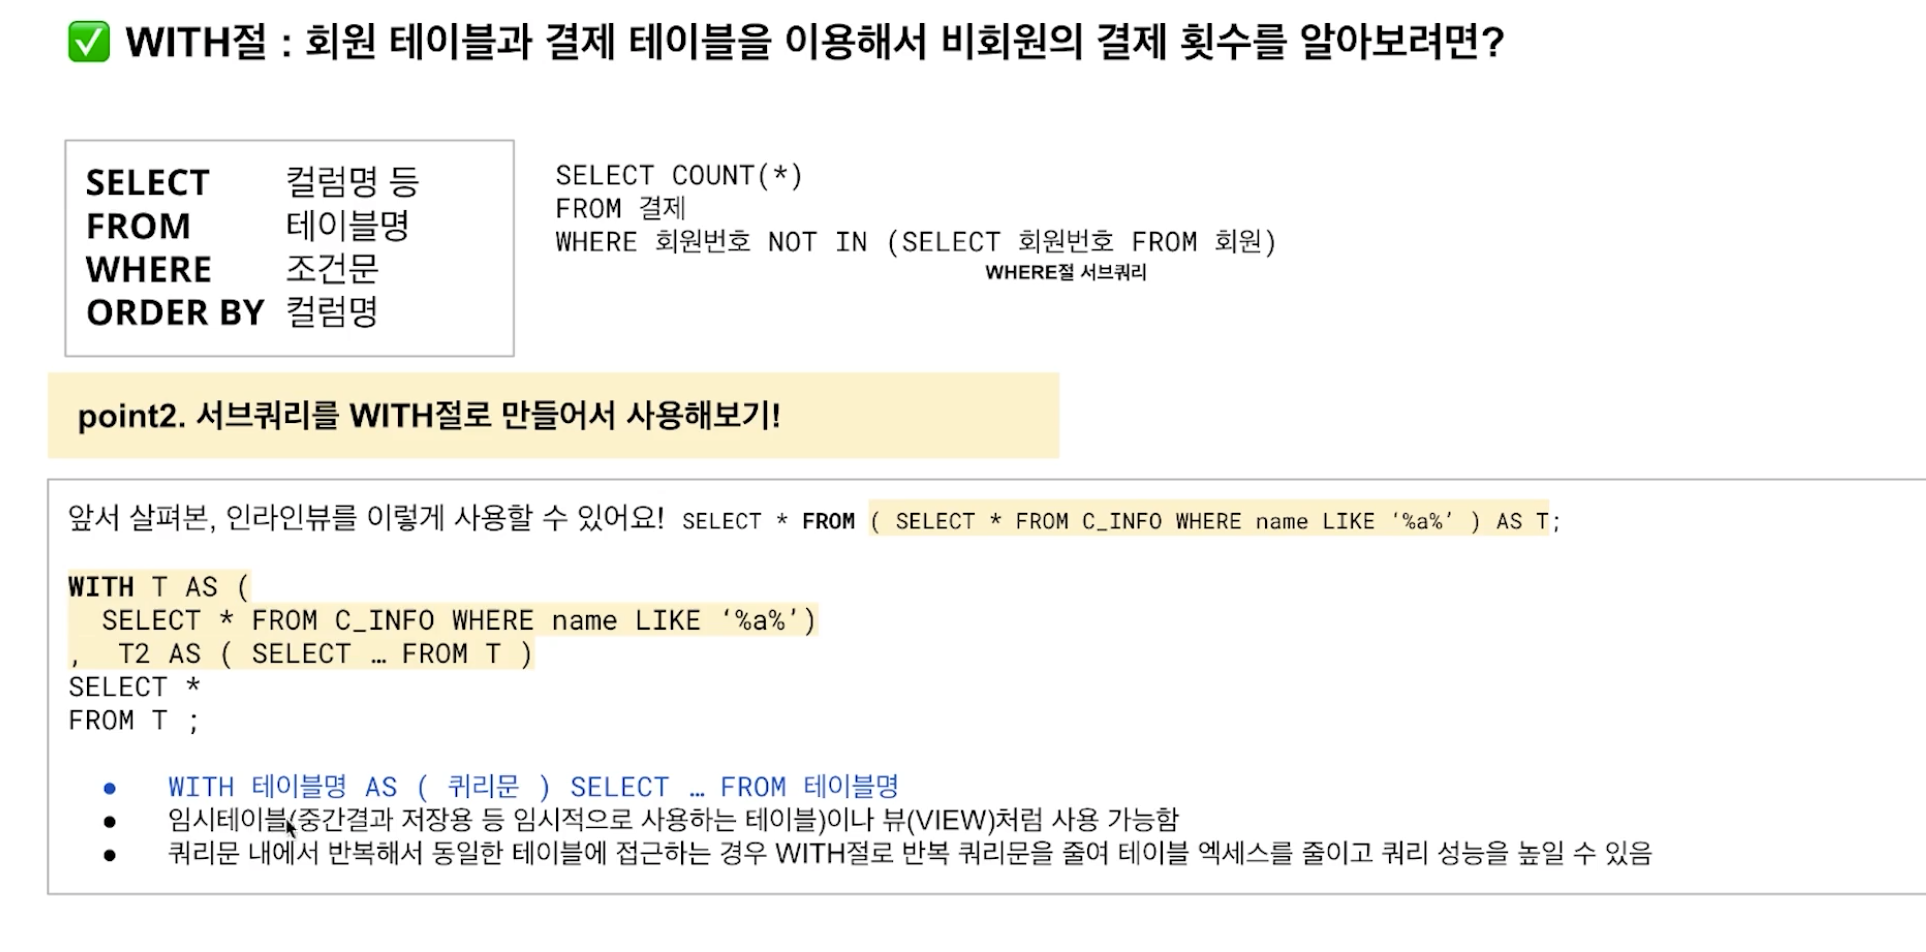 ✅ WITH절 : 회원 테이블과 결제 테이블을 이용해서 비회원의 결제 횟수를 알아보려면?
SELECT 컬럼명 등
FROM 테이블명
WHERE 조건문
ORDER BY 컬럼명
SELECT COUNT(*)
FROM 결제
WHERE 회원번호 NOT IN (SELECT 회원번호 FROM 회원)
WHERE절 서브쿼리
point2. 서브쿼리를 WITH절로 만들어서 사용해보기!
앞서 살펴본, 인라인뷰를 이렇게 사용할 수 있어요! SELECT * FROM ( SELECT * FROM C_INFO WHERE name LIKE ‘%a%’ ) AS T;
WITH T AS (
SELECT * FROM C_INFO WHERE name LIKE ‘%a%’)
, T2 AS ( SELECT … FROM T )
SELECT *
FROM T ;
● WITH 테이블명 AS ( 쿼리문 ) SELECT … FROM 테이블명
● 임시테이블(중간결과 저장용 등 임시적으로 사용하는 테이블)이나 뷰(VIEW)처럼 사용 가능함
● 쿼리문 내에서 반복해서 동일한 테이블에 접근하는 경우 WITH절로 반복 쿼리문을 줄여 테이블 엑세스를 줄이고 쿼리 성능을 높일 수 있음